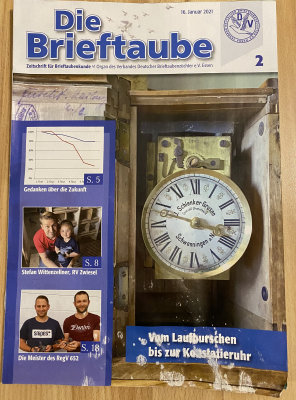 Die
Brieftaube
16. Januar 2021
Zeitschrift für Brieftaubenkunde
Organ des Verbandes Deutscher Brieftaubenzüchter e.V. Essen
2
S. 5
Gedanken über die Zukunft
S. 8
Stefan Wittenzellner, RV Zwiesel
S. 18
Die Meister des RegV 652
Schlenker-Grusen
Schwenningen a/N.
Vom Laufburschen
bis zur Konstatieruhr